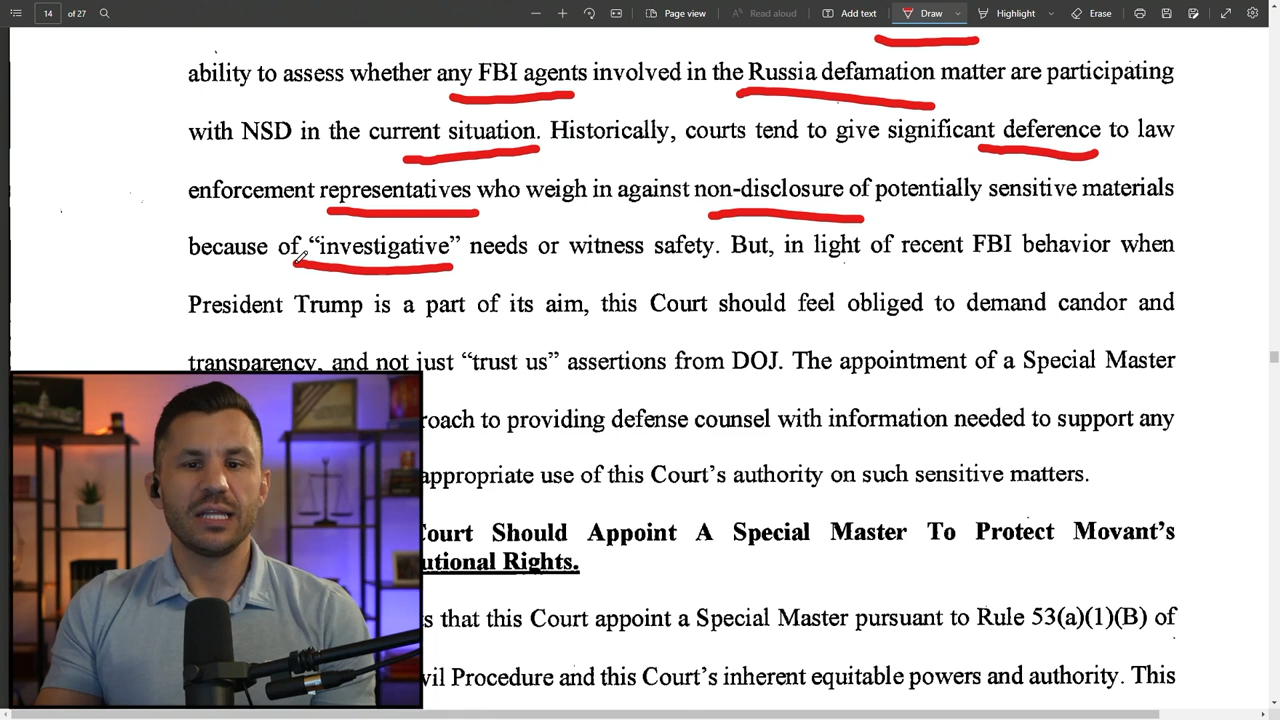 14 of 27 Page view Read aloud Add text Draw Highlight Erase
ability to assess whether any FBI agents involved in the Russia defamation matter are participating
with NSD in the current situation. Historically, courts tend to give significant deference to law
enforcement representatives who weigh in against non-disclosure of potentially sensitive materials
because of “investigative” needs or witness safety. But, in light of recent FBI behavior when
President Trump is a part of its aim, this Court should feel obliged to demand candor and
transparency, and not just “trust us” assertions from DOJ. The appointment of a Special Master
roach to providing defense counsel with information needed to support any
appropriate use of this Court’s authority on such sensitive matters.
Court Should Appoint A Special Master To Protect Movant’s
utional Rights.
s that this Court appoint a Special Master pursuant to Rule 53(a)(1)(B) of
vil Procedure and this Court’s inherent equitable powers and authority. This